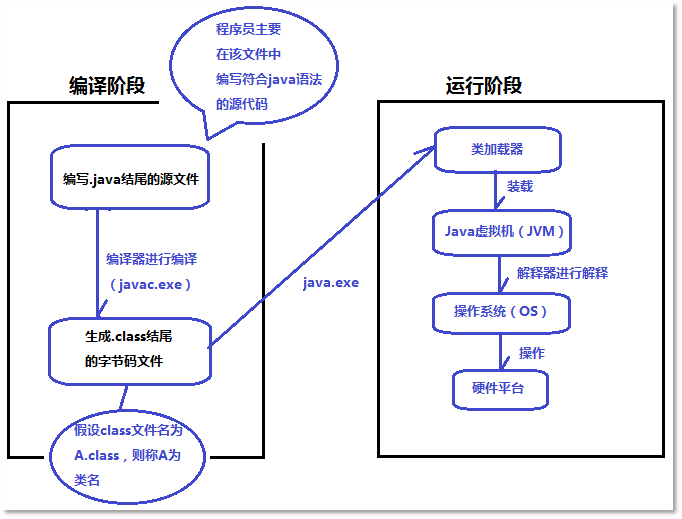 程序员主要
在该文件中
编写符合java语法
的源代码
编译阶段
编写.java结尾的源文件
编译器进行编译
（javac.exe）
生成.class结尾
的字节码文件
假设class文件名为
A.class，则称A为
类名
java.exe
运行阶段
类加载器
装载
Java虚拟机（JVM）
解释器进行解释
操作系统（OS）
操作
硬件平台